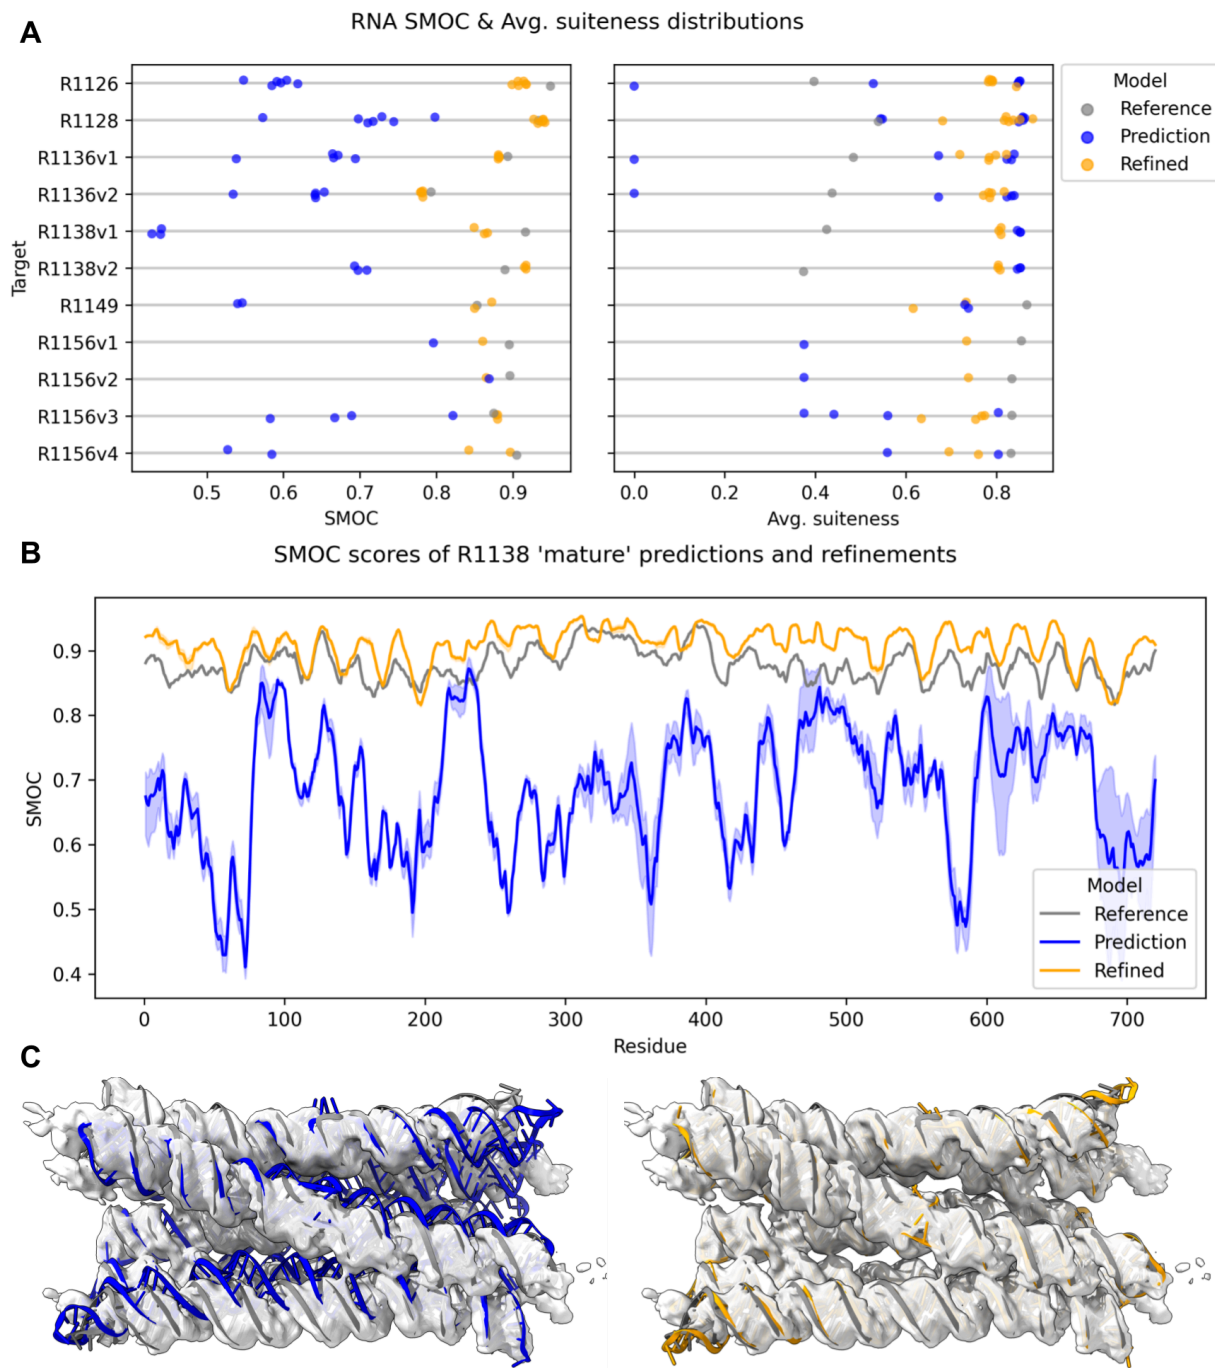 A
RNA SMOC & Avg. suiteness distributions
Target
R1126
R1128
R1136v1
R1136v2
R1138v1
R1138v2
R1149
R1156v1
R1156v2
R1156v3
R1156v4
0.5 0.6 0.7 0.8 0.9
SMOC
0.0 0.2 0.4 0.6 0.8
Avg. suiteness
Model
Reference
Prediction
Refined
B
SMOC scores of R1138 'mature' predictions and refinements
SMOC
0.9
0.8
0.7
0.6
0.5
0.4
0 100 200 300 400 500 600 700
Residue
Model
Reference
Prediction
Refined
C